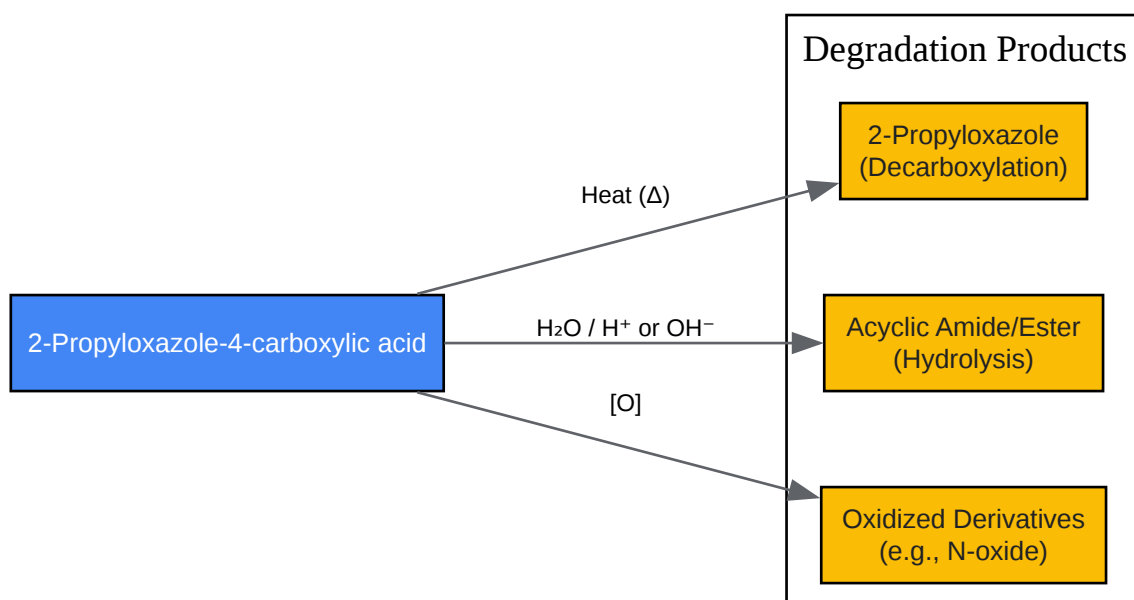 Degradation Products
2-Propyloxazole
(Decarboxylation)
Heat (Δ)
2-Propyloxazole-4-carboxylic acid
H₂O / H⁺ or OH⁻
Acyclic Amide/Ester
(Hydrolysis)
[O]
Oxidized Derivatives
(e.g., N-oxide)